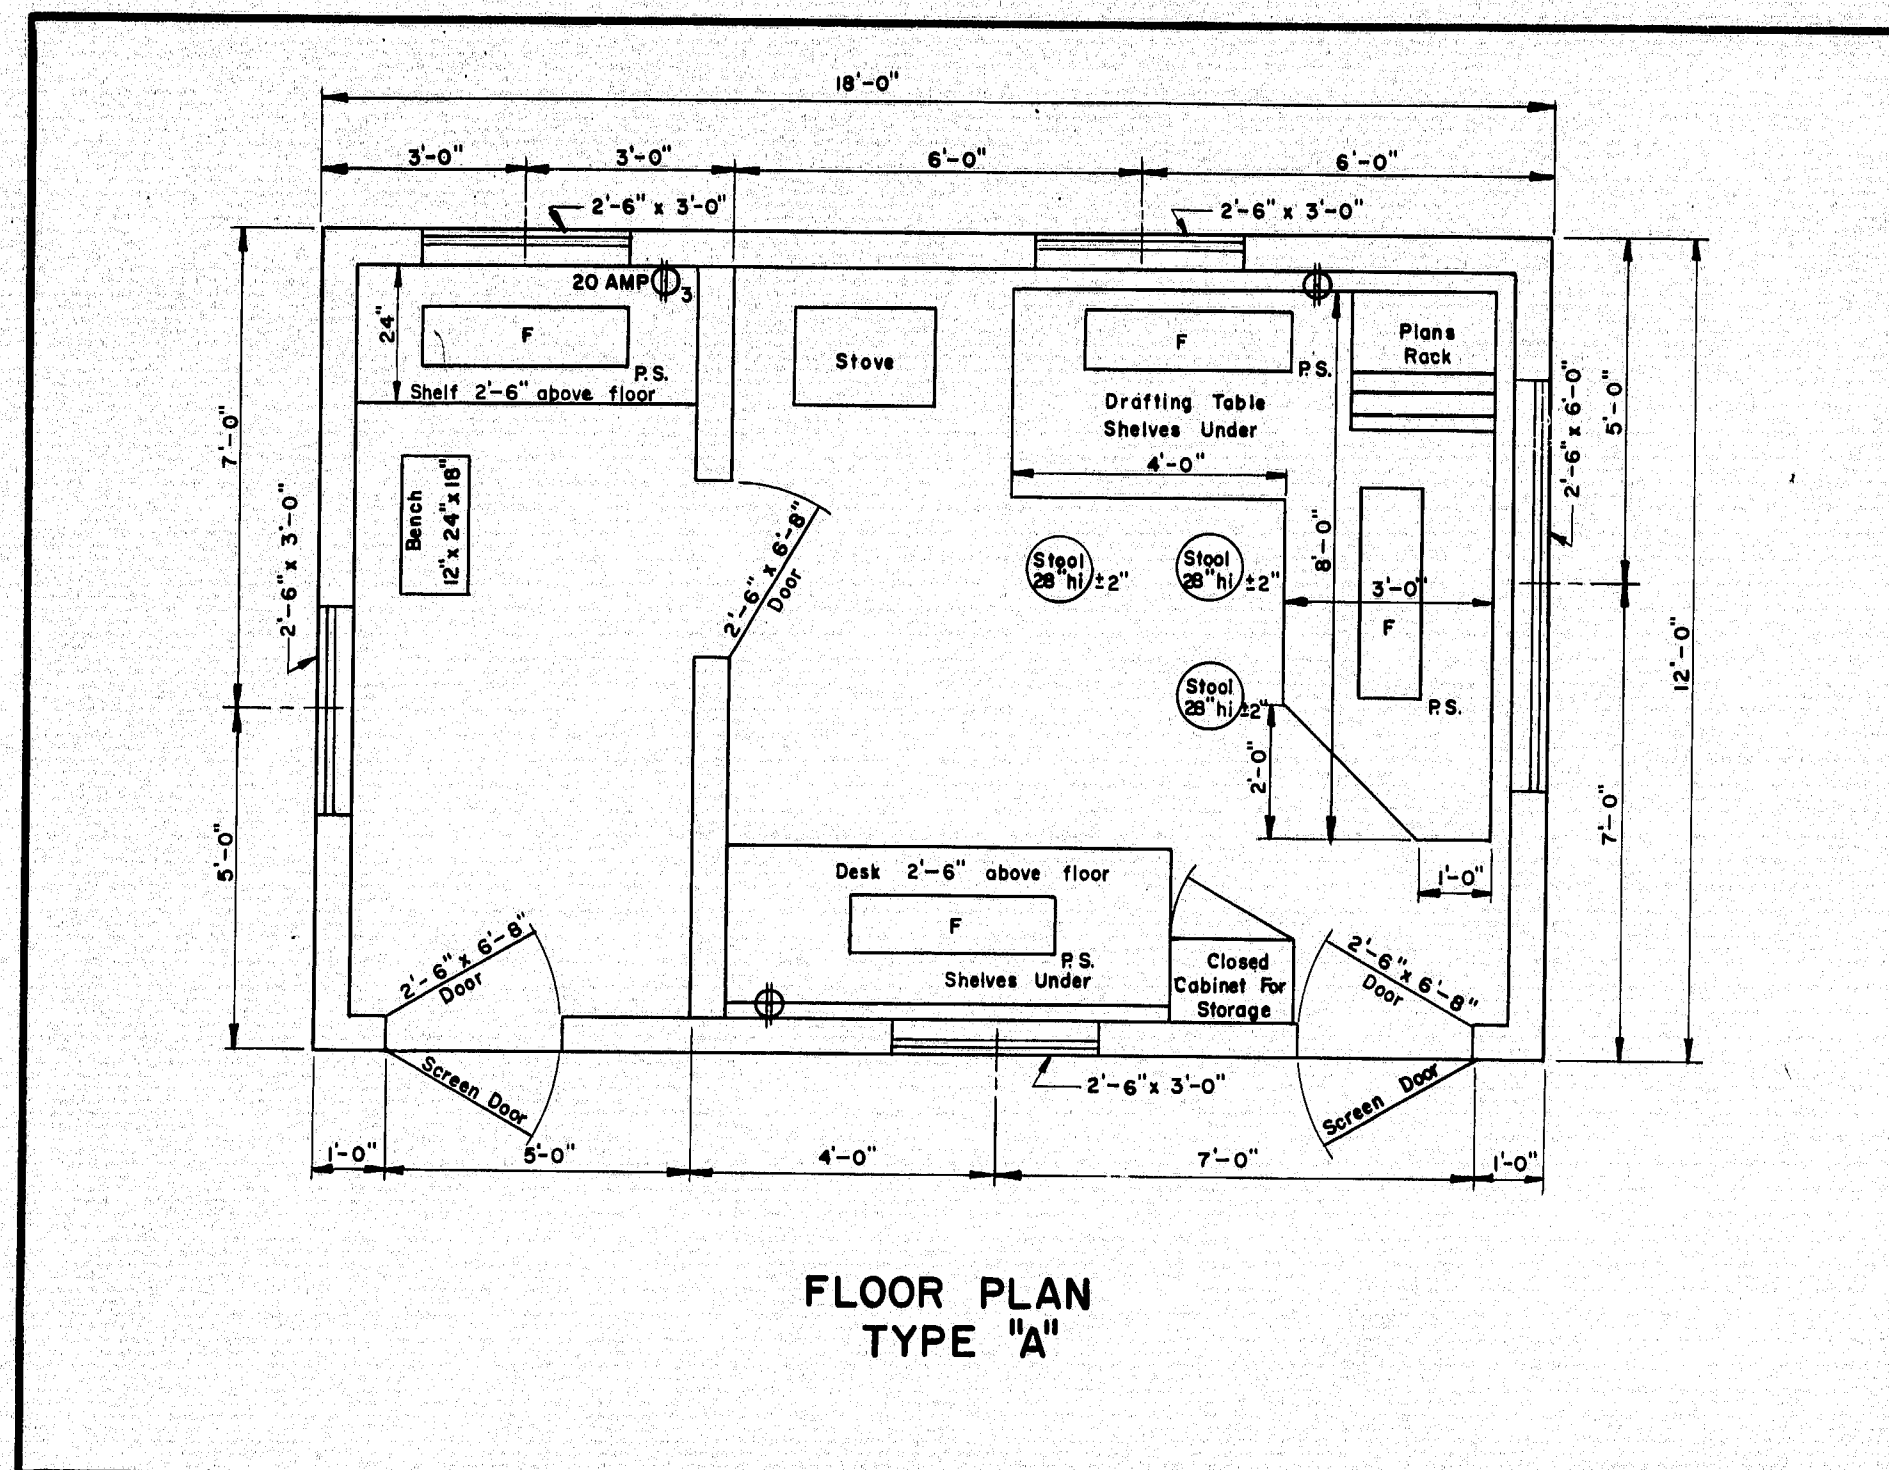 18'-0"
3'-0"
3'-0"
6'-0"
6'-0"
2'-6" x 3'-0"
2'-6" x 3'-0"
20 AMP
3
24"
F
P.S.
Shelf 2'-6" above floor
Stove
F
P.S.
Drafting Table
Shelves Under
4'-0"
Plans
Rack
7'-0"
5'-0"
2'-6" x 6'-0"
12'-0"
Bench
12" x 24" x 18"
2'-6" x 3'-0"
2'-6" x 6'-8"
Door
Stool
28"hi ±2"
Stool
28"hi ±2"
8'-0"
3'-0"
F
P.S.
Stool
28"hi ±2"
2'-0"
7'-0"
5'-0"
1'-0"
Desk 2'-6" above floor
F
P.S.
Shelves Under
Closed
Cabinet For
Storage
2'-6" x 6'-8"
Door
2'-6" x 6'-8"
Door
Screen Door
Screen Door
2'-6" x 3'-0"
1'-0"
5'-0"
4'-0"
7'-0"
1'-0"
FLOOR PLAN
TYPE "A"